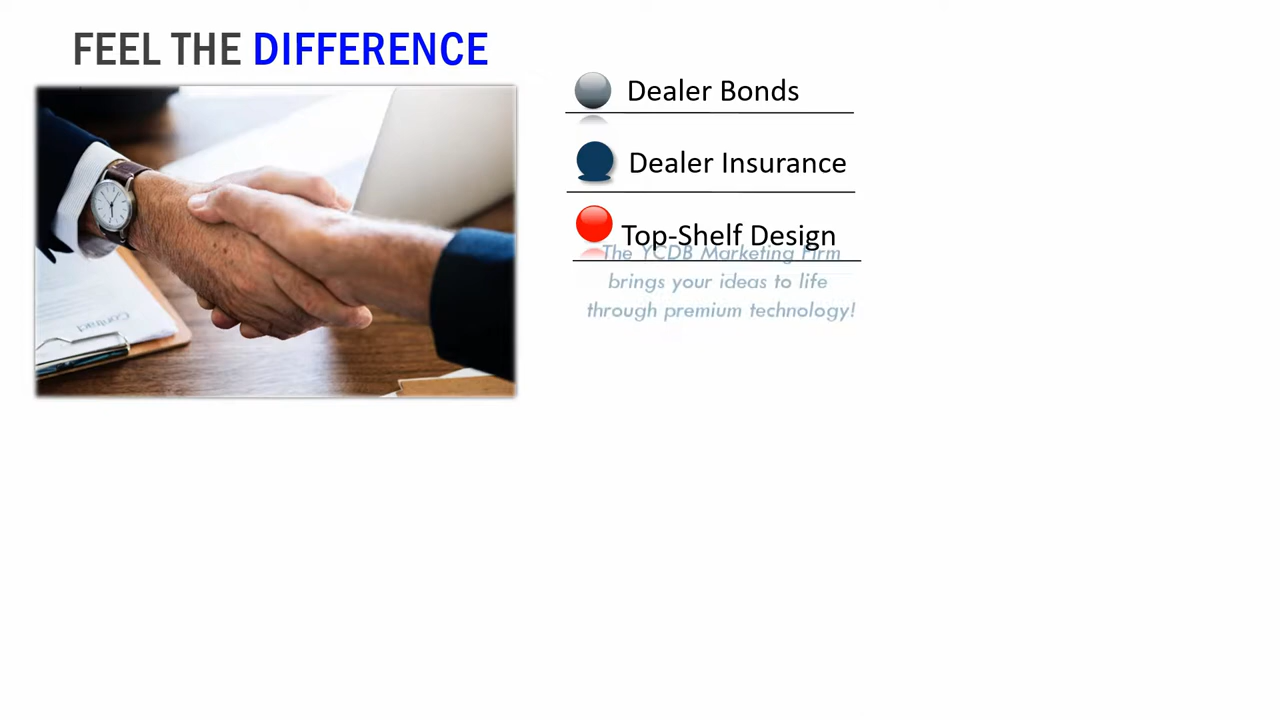 FEEL THE DIFFERENCE
Dealer Bonds
Dealer Insurance
Top-Shelf Design
The YCDB Marketing Firm
brings your ideas to life
through premium technology!
Contract